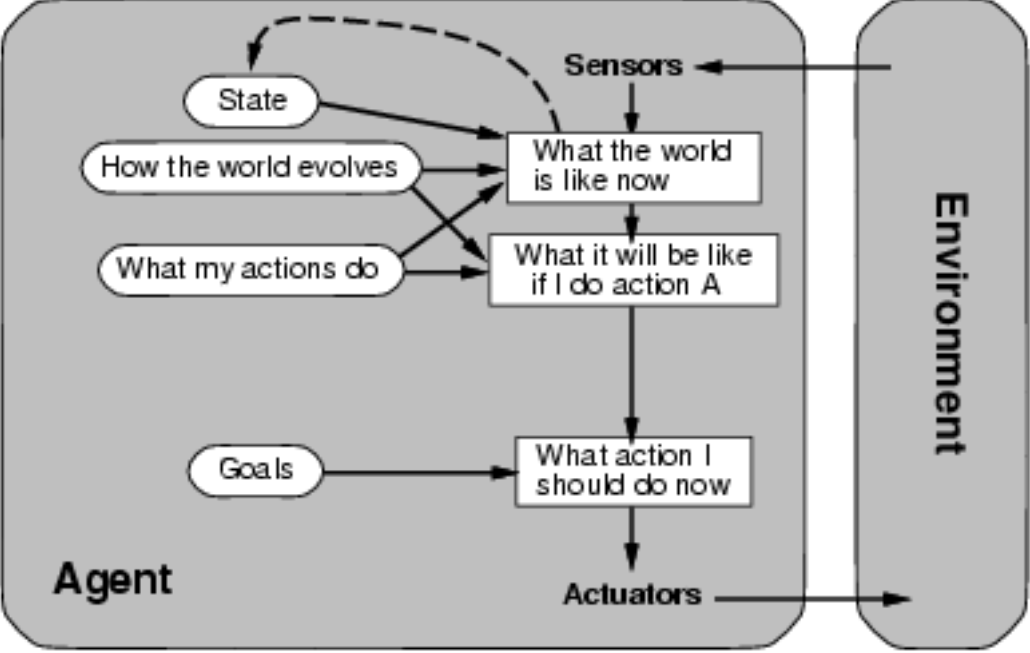 Sensors
State
What the world
is like now
How the world evolves
What it will be like
if I do action A
What my actions do
Environment
Goals
What action I
should do now
Agent
Actuators